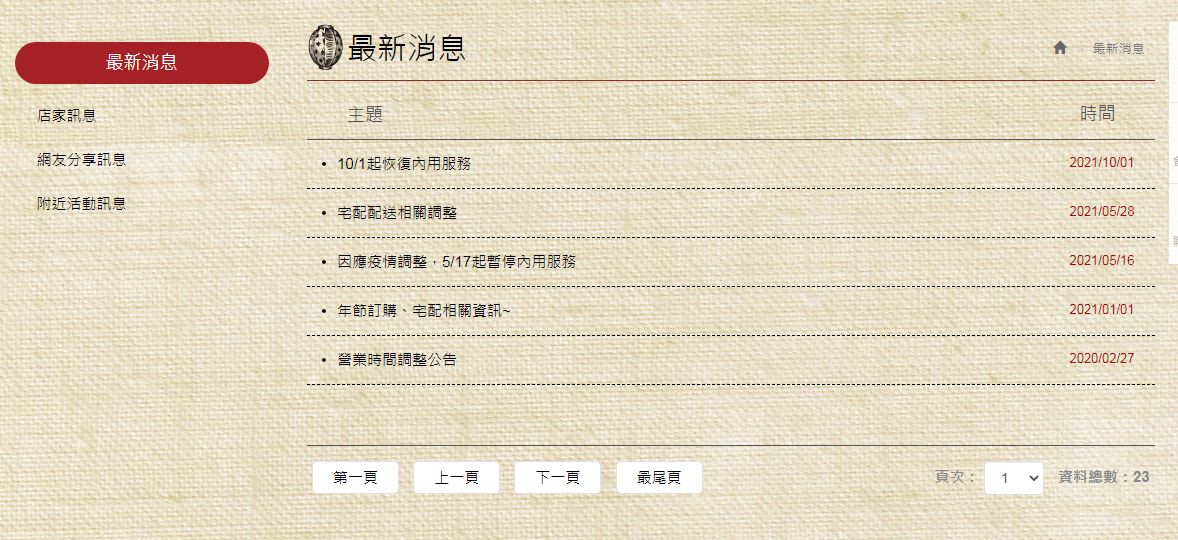 最新消息
店家訊息
網友分享訊息
附近活動訊息
最新消息
最新消息
主題 時間
• 10/1起恢復內用服務 2021/10/01
• 宅配配送相關調整 2021/05/28
• 因應疫情調整，5/17起暫停內用服務 2021/05/16
• 年節訂購、宅配相關資訊~ 2021/01/01
• 營業時間調整公告 2020/02/27
第一頁 上一頁 下一頁 最尾頁 頁次： 1 資料總數：23